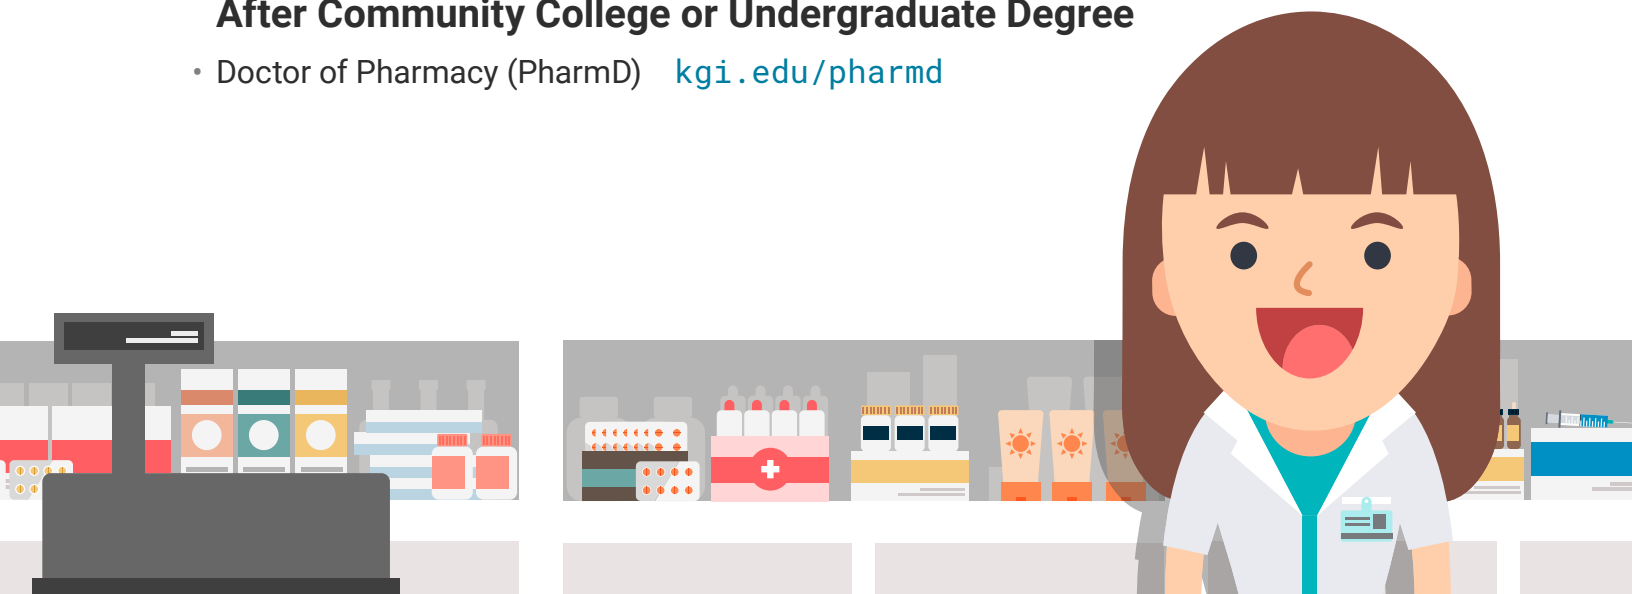 After Community College or Undergraduate Degree
• Doctor of Pharmacy (PharmD) kgi.edu/pharmd